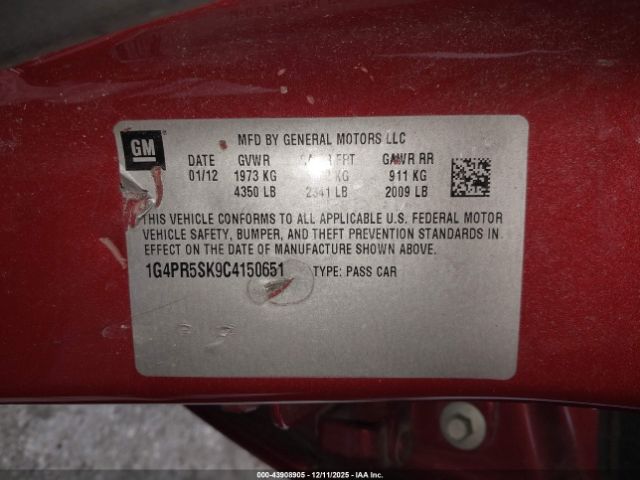 GM
MFD BY GENERAL MOTORS LLC
DATE GVWR GAWR RR
01/12 1973 KG KG 911 KG
4350 LB 2341 LB 2009 LB
THIS VEHICLE CONFORMS TO ALL APPLICABLE U.S. FEDERAL MOTOR
VEHICLE SAFETY, BUMPER, AND THEFT PREVENTION STANDARDS IN
EFFECT ON THE DATE OF MANUFACTURE SHOWN ABOVE.
1G4PR5SK9C4150651 TYPE: PASS CAR
000-43908905 - 12/11/2025 - IAA Inc.